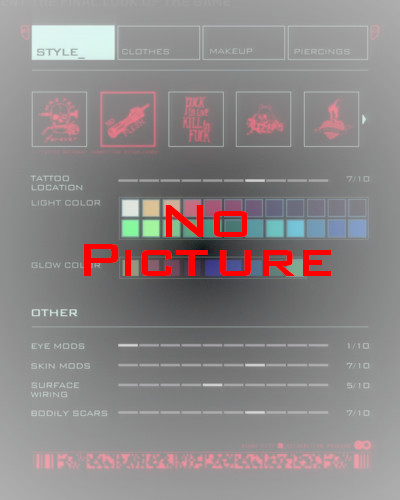 STYLE_
CLOTHES
MAKEUP
PIERCINGS
TATTOO
LOCATION
7/10
LIGHT COLOR
No
Picture
GLOW COLOR
OTHER
EYE MODS
1/10
SKIN MODS
7/10
SURFACE
WIRING
5/10
BODILY SCARS
7/10